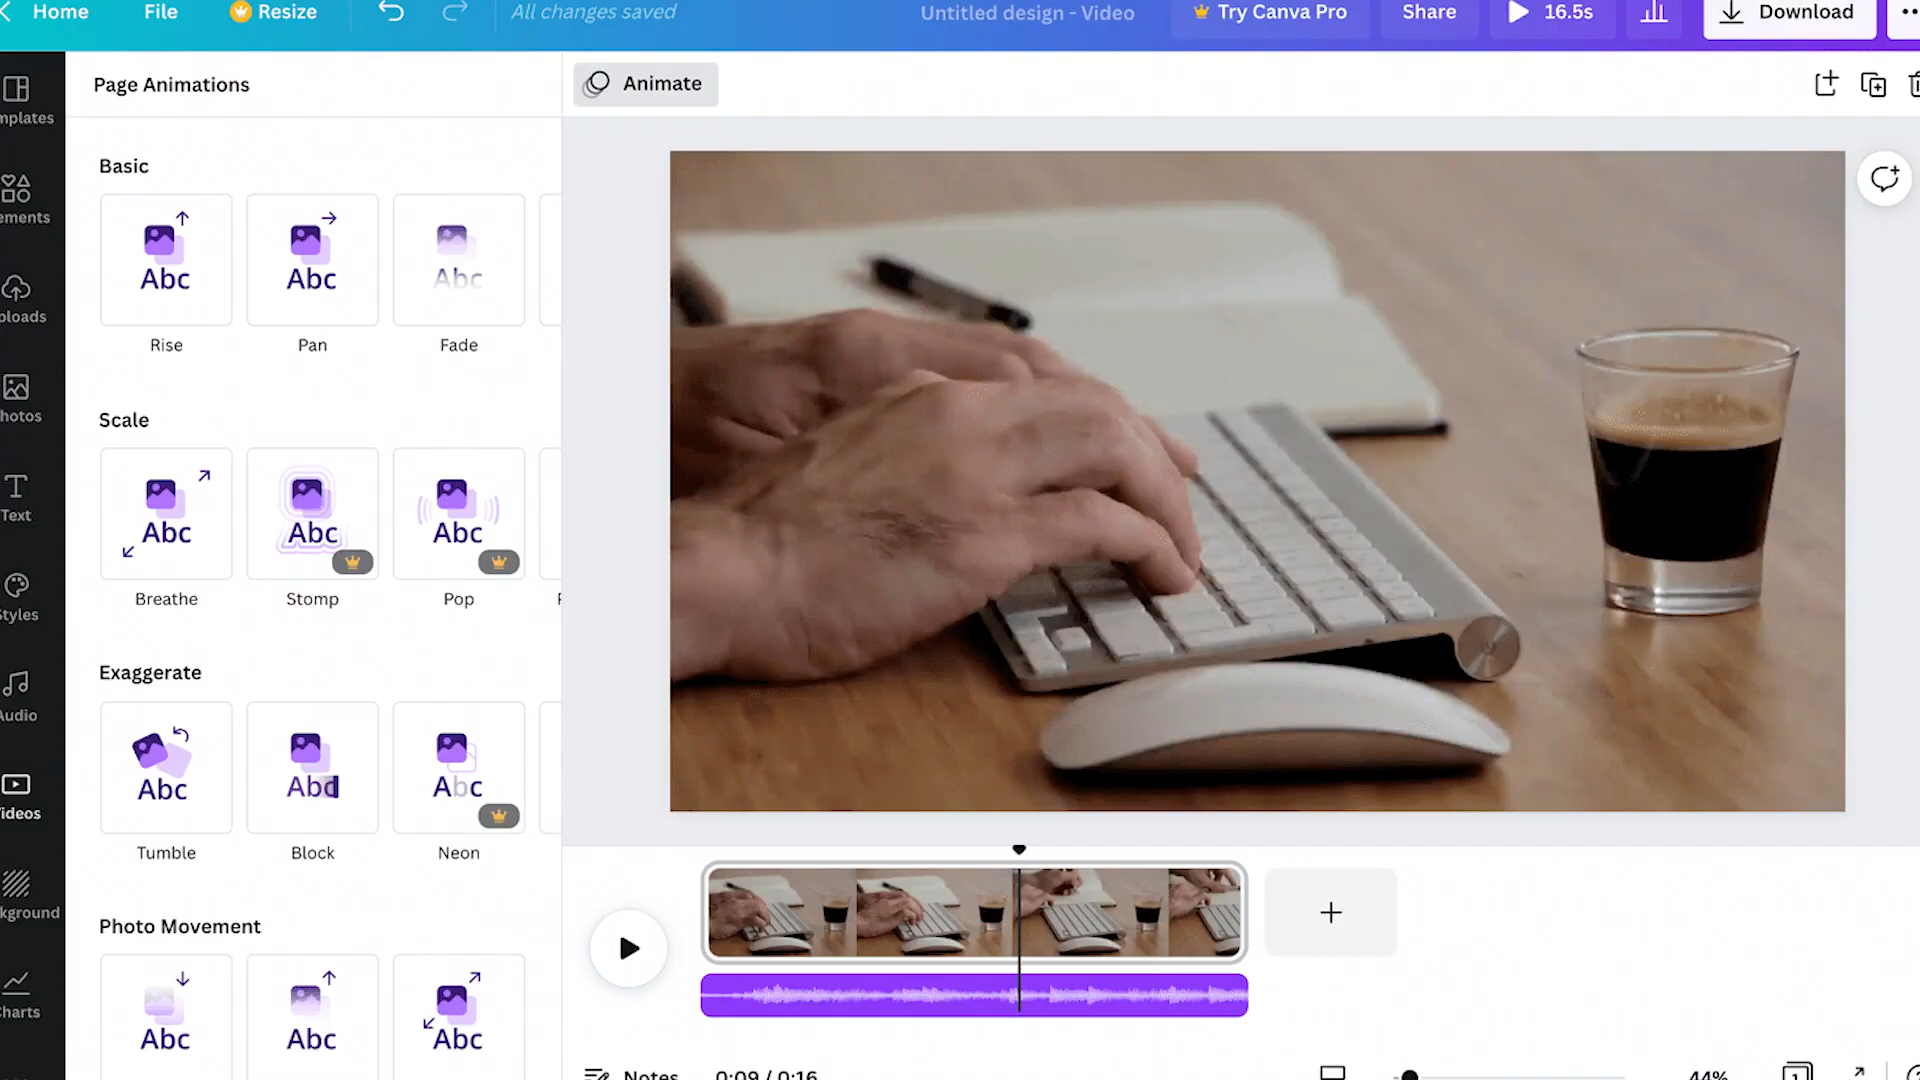 Home File Resize All changes saved Untitled design - Video Try Canva Pro Share 16.5s Download
Page Animations
Animate
mplates
ements
ploads
hotos
Text
Styles
Audio
ideos
kground
Charts
Basic
Abc Abc Abc
Rise Pan Fade
Scale
Abc Abc Abc
Breathe Stomp Pop
Exaggerate
Abc Abc Abc
Tumble Block Neon
Photo Movement
Abc Abc Abc
Notes 0:09 / 0:16 44% 1